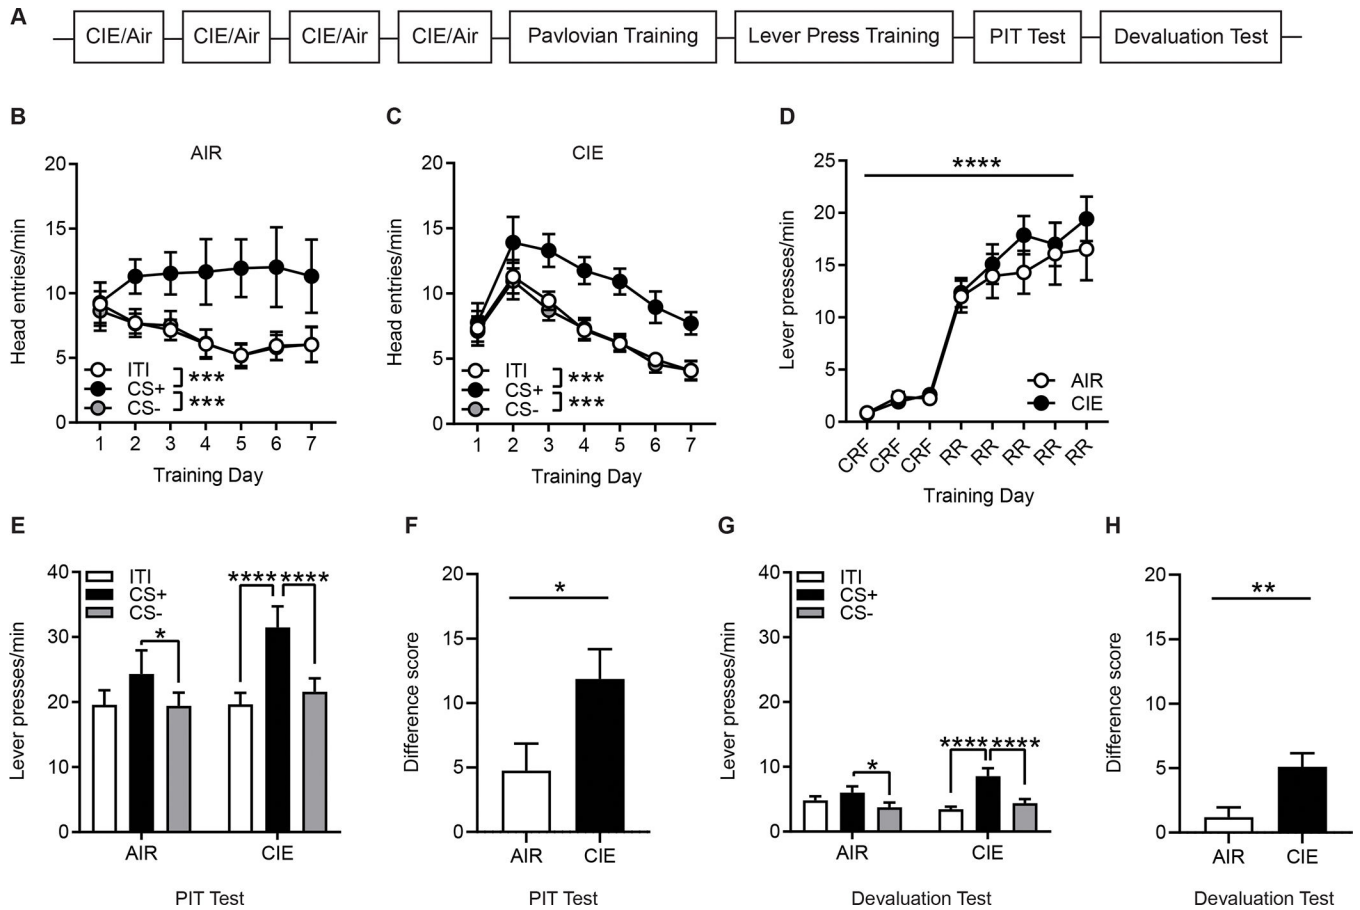 A
CIE/Air CIE/Air CIE/Air CIE/Air Pavlovian Training Lever Press Training PIT Test Devaluation Test
B
AIR
Head entries/min
20
15
10
5
0
ITI
CS+
CS-
***
***
1 2 3 4 5 6 7
Training Day
C
CIE
Head entries/min
20
15
10
5
0
ITI
CS+
CS-
***
***
1 2 3 4 5 6 7
Training Day
D
Lever presses/min
25
20
15
10
5
0
****
AIR
CIE
CRF CRF CRF RR RR RR RR RR
Training Day
E
Lever presses/min
40
30
20
10
0
ITI
CS+
CS-
*
**** ****
AIR CIE
PIT Test
F
Difference score
20
15
10
5
0
*
AIR CIE
PIT Test
G
Lever presses/min
40
30
20
10
0
ITI
CS+
CS-
*
**** ****
AIR CIE
Devaluation Test
H
Difference score
20
15
10
5
0
**
AIR CIE
Devaluation Test